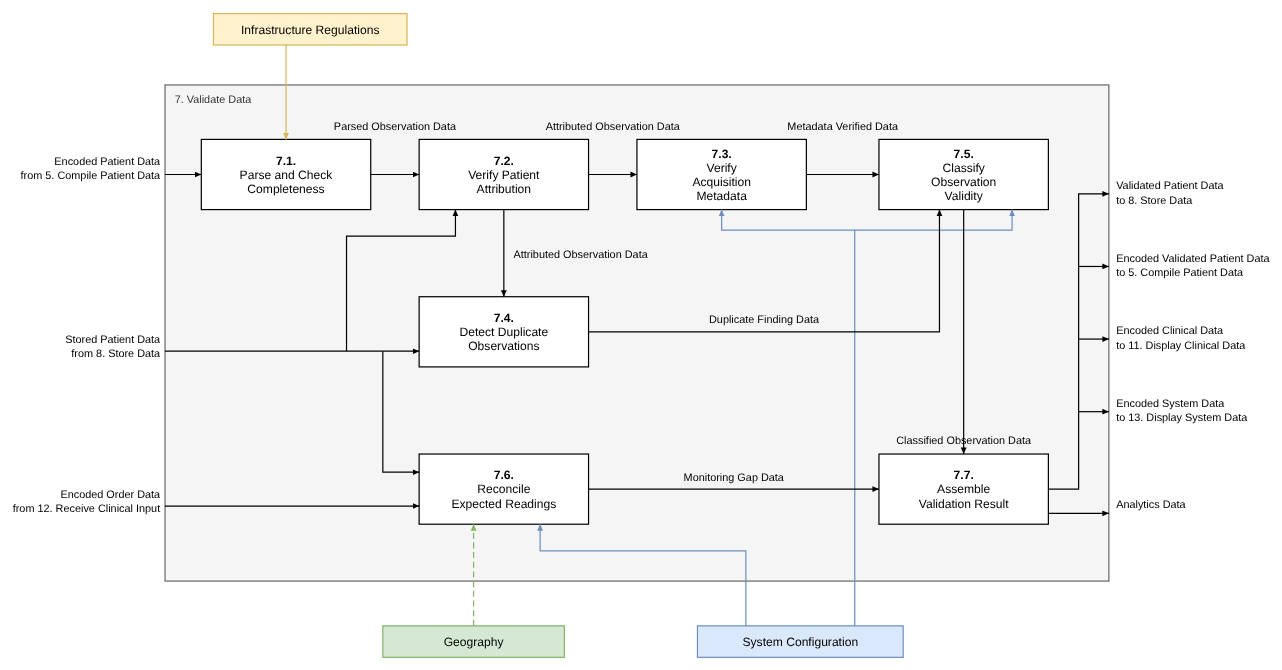 Infrastructure Regulations
7. Validate Data
Parsed Observation Data
Attributed Observation Data
Metadata Verified Data
Encoded Patient Data
from 5. Compile Patient Data
7.1.
Parse and Check
Completeness
7.2.
Verify Patient
Attribution
7.3.
Verify
Acquisition
Metadata
7.5.
Classify
Observation
Validity
Validated Patient Data
to 8. Store Data
Attributed Observation Data
Encoded Validated Patient Data
to 5. Compile Patient Data
7.4.
Detect Duplicate
Observations
Duplicate Finding Data
Stored Patient Data
from 8. Store Data
Encoded Clinical Data
to 11. Display Clinical Data
Encoded System Data
to 13. Display System Data
Classified Observation Data
Encoded Order Data
from 12. Receive Clinical Input
7.6.
Reconcile
Expected Readings
Monitoring Gap Data
7.7.
Assemble
Validation Result
Analytics Data
Geography
System Configuration